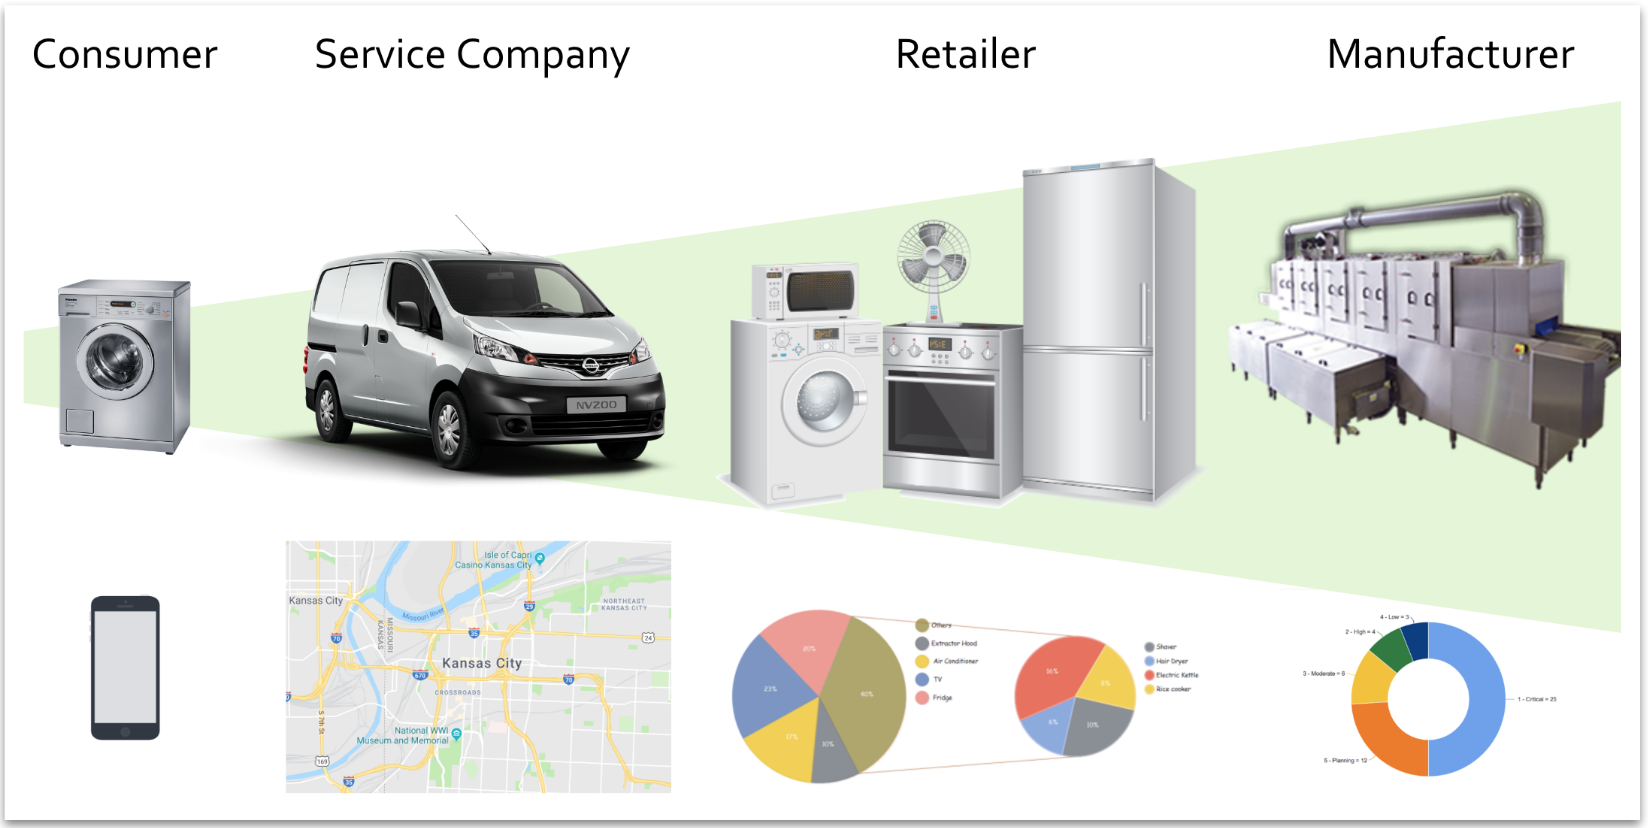 Consumer
Service Company
Retailer
Manufacturer
NV200
Isle of Capri
Casino Kansas City
Kansas City
Missouri River
NORTHEAST
KANSAS CITY
29
70
35
24
MISSOURI
KANSAS
Kansas City
670
70
CROSSROADS
S 7th St
National WWI
Museum and Memorial
169
35
20%
23%
40%
17%
10%
Others
Extractor Hood
Air Conditioner
TV
Fridge
16%
10%
Shaver
Hair Dryer
Electric Kettle
Rice cooker
4 - Low = 3
2 - High = 4
3 - Moderate = 6
1 - Critical = 25
5 - Planning = 12